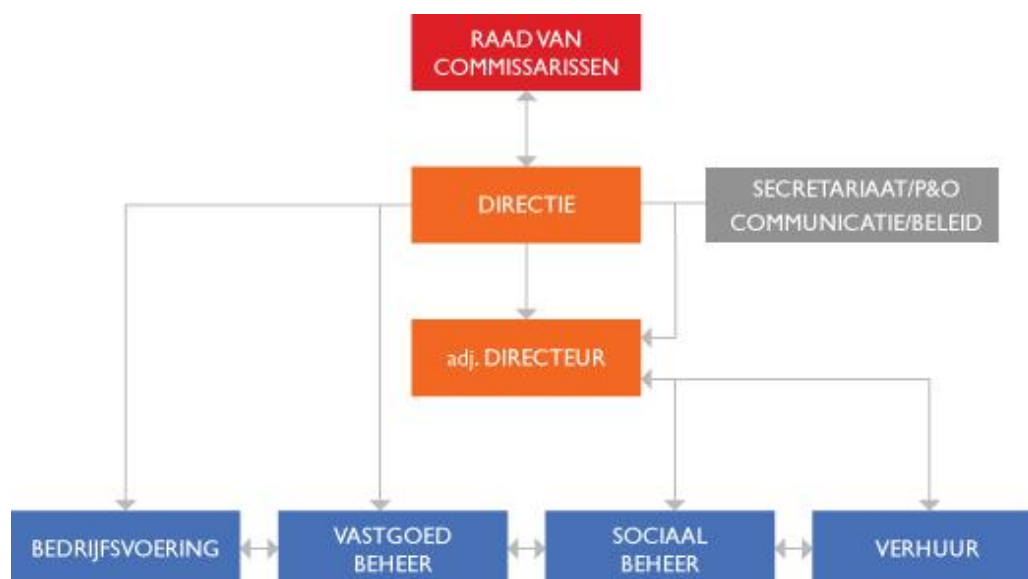 RAAD VAN
COMMISSARISSEN
DIRECTIE
SECRETARIAAT/P&O
COMMUNICATIE/BELEID
adj. DIRECTEUR
BEDRIJFSVOERING
VASTGOED
BEHEER
SOCIAAL
BEHEER
VERHUUR